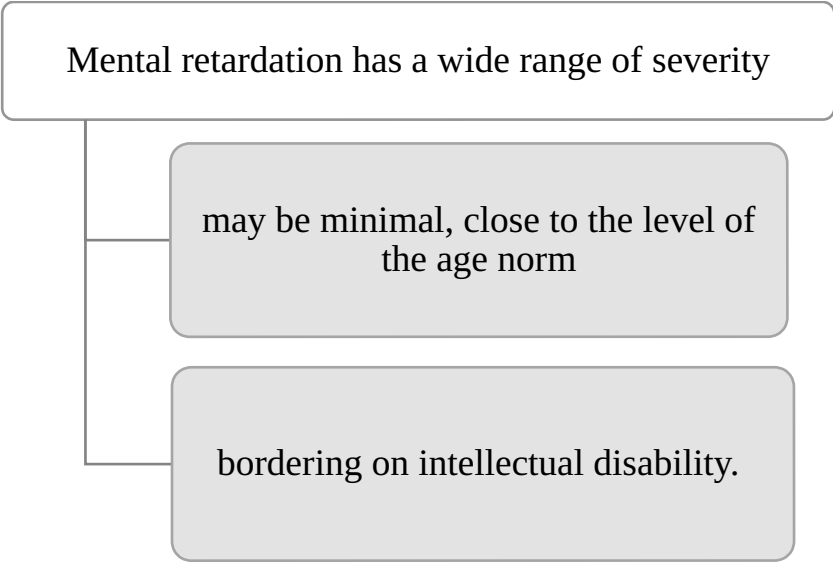 Mental retardation has a wide range of severity
may be minimal, close to the level of
the age norm
bordering on intellectual disability.